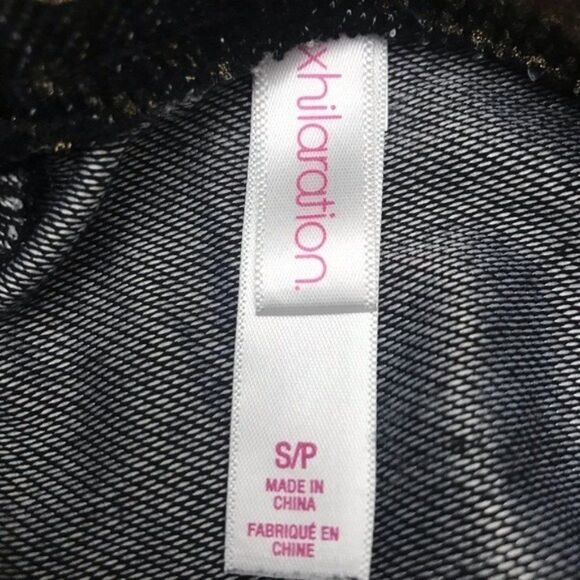 xhilaration.
S/P
MADE IN
CHINA
FABRIQUÉ EN
CHINE